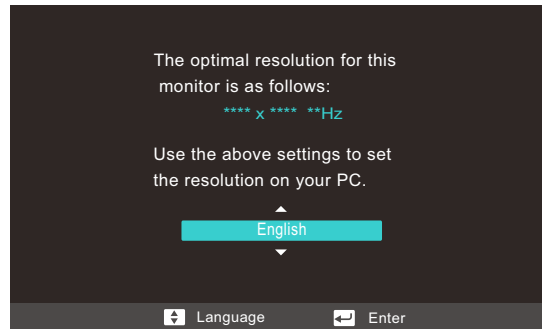 The optimal resolution for this
monitor is as follows:
**** x **** **Hz
Use the above settings to set
the resolution on your PC.
English
Language Enter